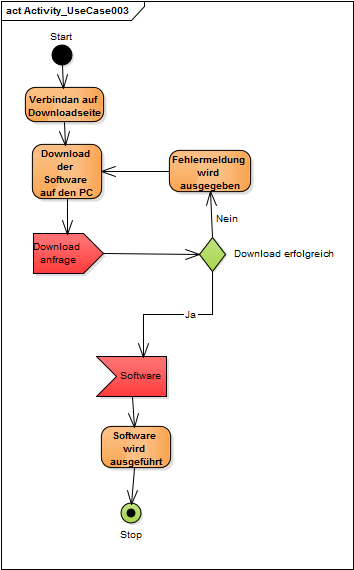 act Activity_UseCase003
Start
Verbindan auf
Downloadseite
Download
der
Software
auf den PC
Fehlermeldung
wird
ausgegeben
Nein
Download
anfrage
Download erfolgreich
Ja
Software
Software
wird
ausgeführt
Stop